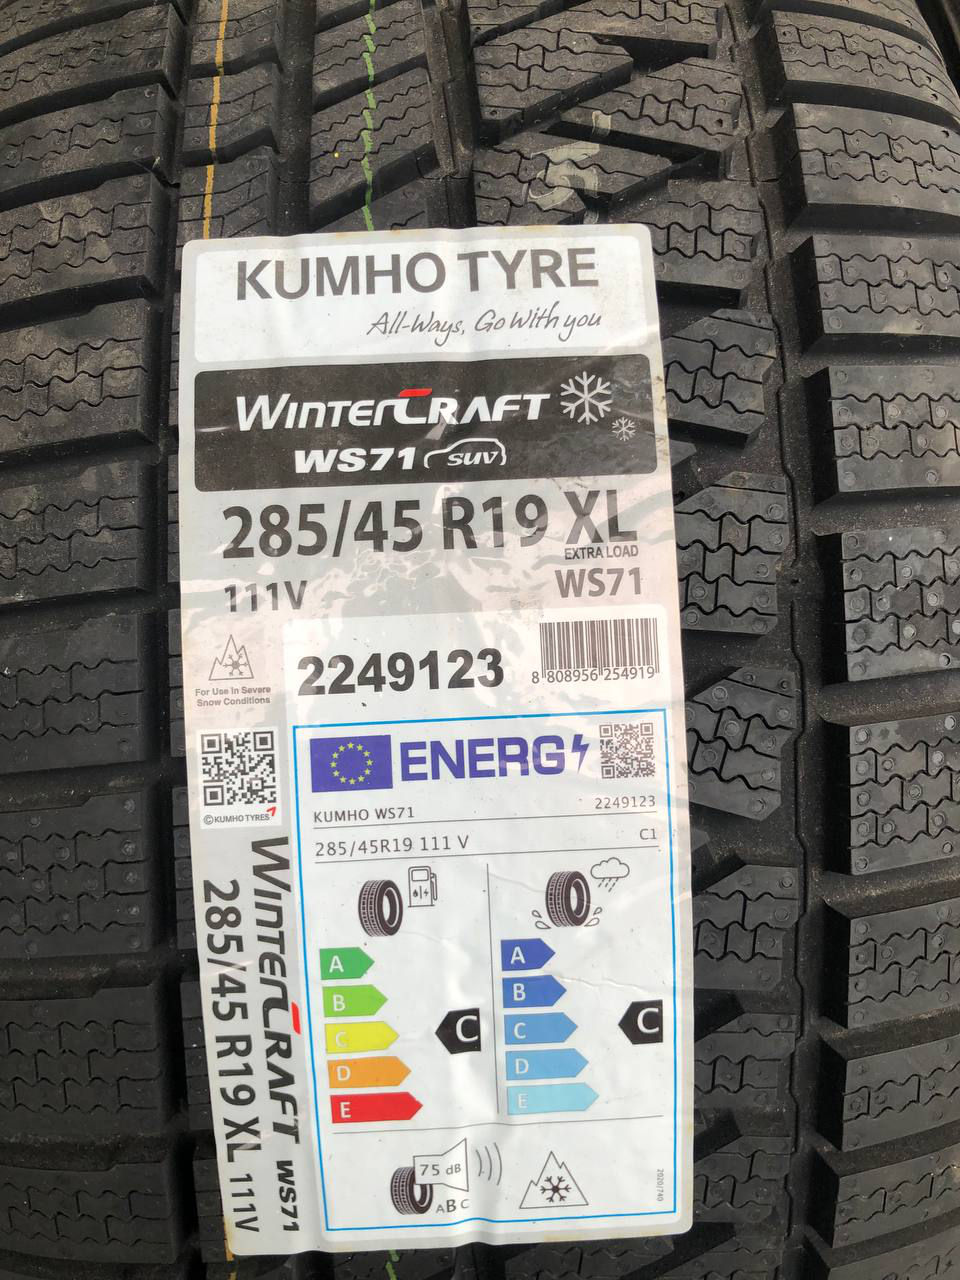 KUMHO TYRE
All-Ways, Go With you
WINTERCRAFT
WS71 SUV
285/45 R19 XL
EXTRA LOAD
111V
WS71
For Use in Severe
Snow Conditions
2249123
8 808956 254919
©KUMHO TYRES
ENERG
KUMHO WS71
2249123
285/45R19 111 V
C1
A
B
C
D
E
C
A
B
C
D
E
C
75 dB
ABC
2020/740
WINTERCRAFT WS71
285/45 R19 XL 111V